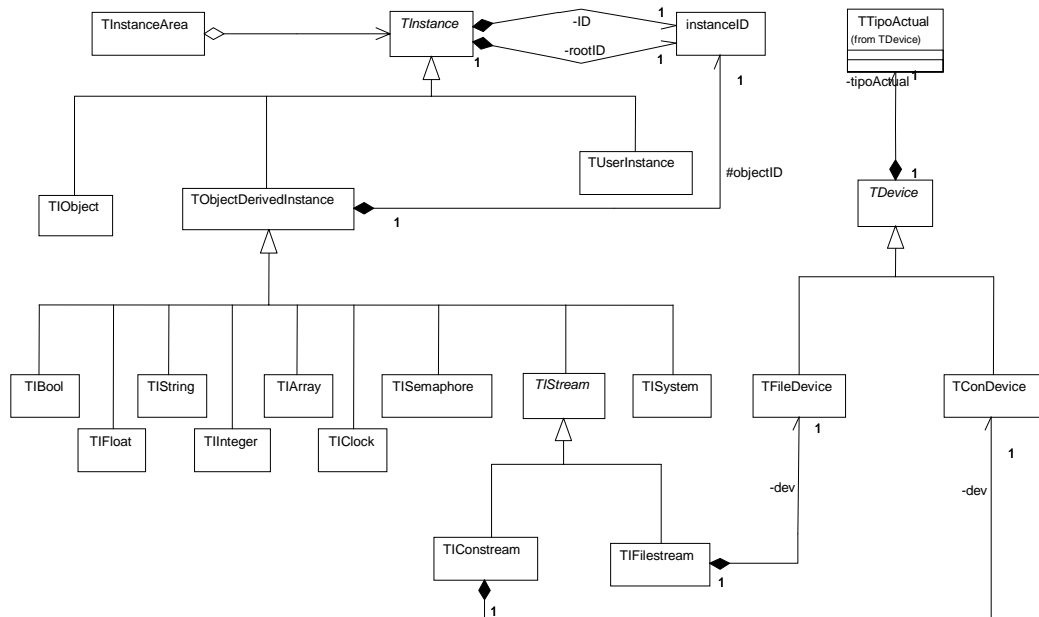 TInstanceArea
TInstance
-ID
1
instanceID
-rootID
1
1
1
TTipoActual
(from TDevice)
-tipoActual
1
1
TDevice
TUserInstance
#objectID
TIObject
TObjectDerivedInstance
1
TIBool
TIString
TIArray
TISemaphore
TIStream
TISystem
TFileDevice
TConDevice
TIFloat
TIInteger
TIClock
1
1
-dev
-dev
TIConstream
TIFilestream
1
1